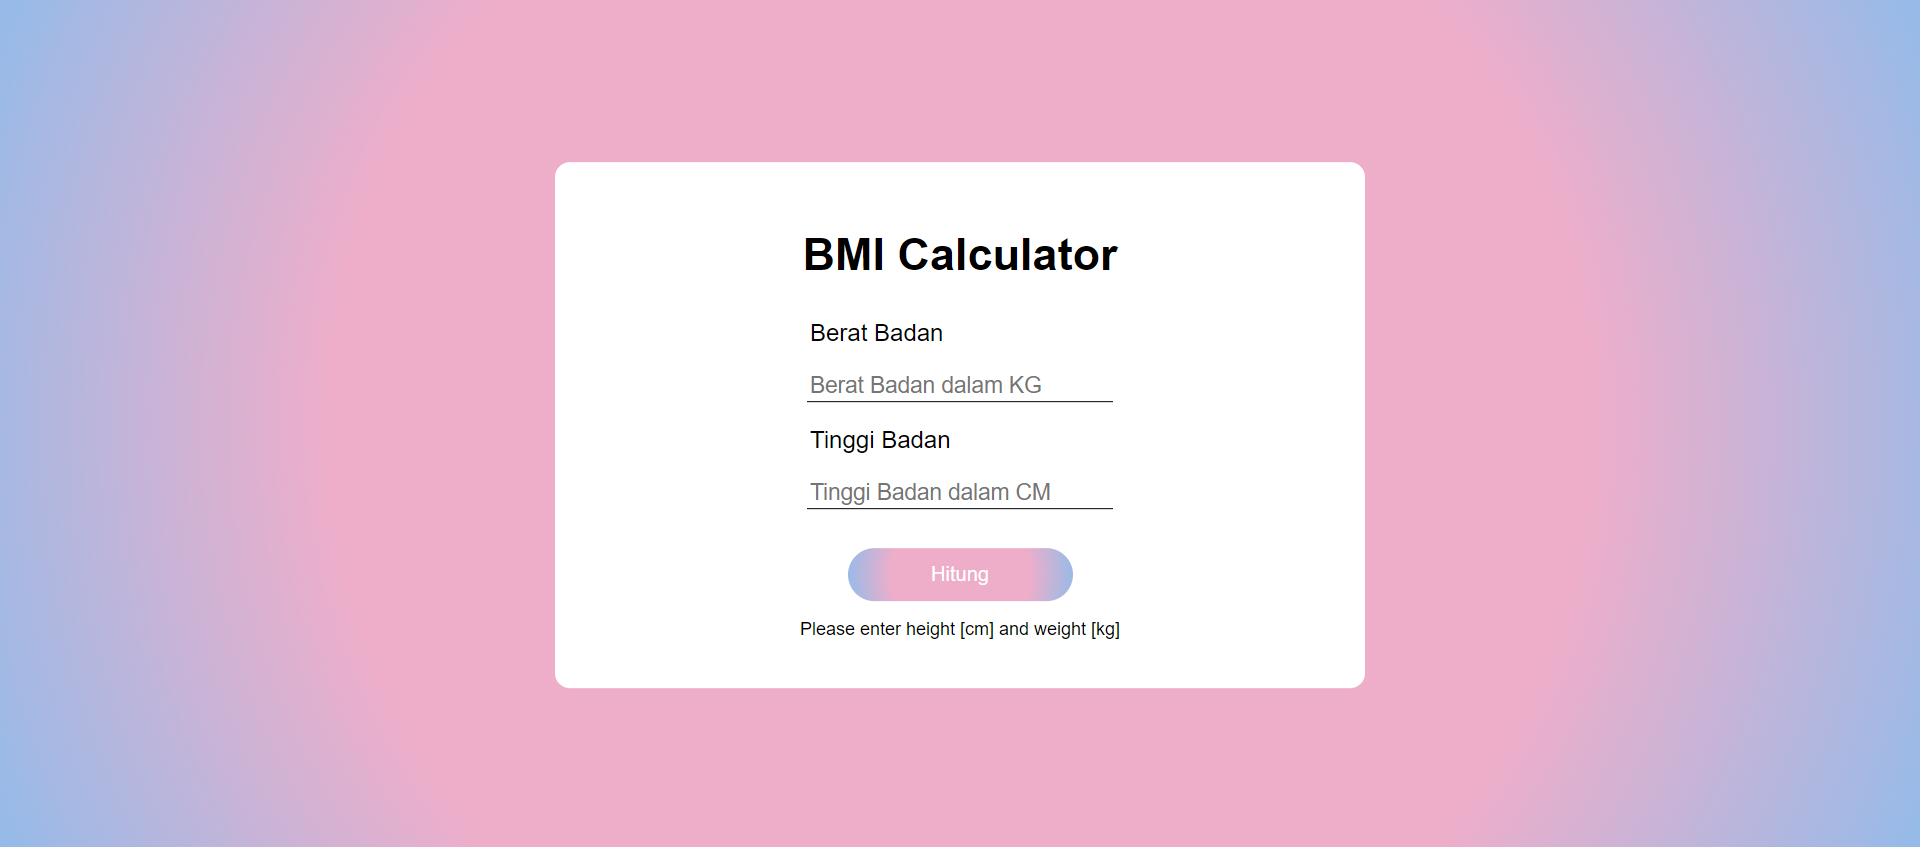 BMI Calculator
Berat Badan
Berat Badan dalam KG
Tinggi Badan
Tinggi Badan dalam CM
Hitung
Please enter height [cm] and weight [kg]